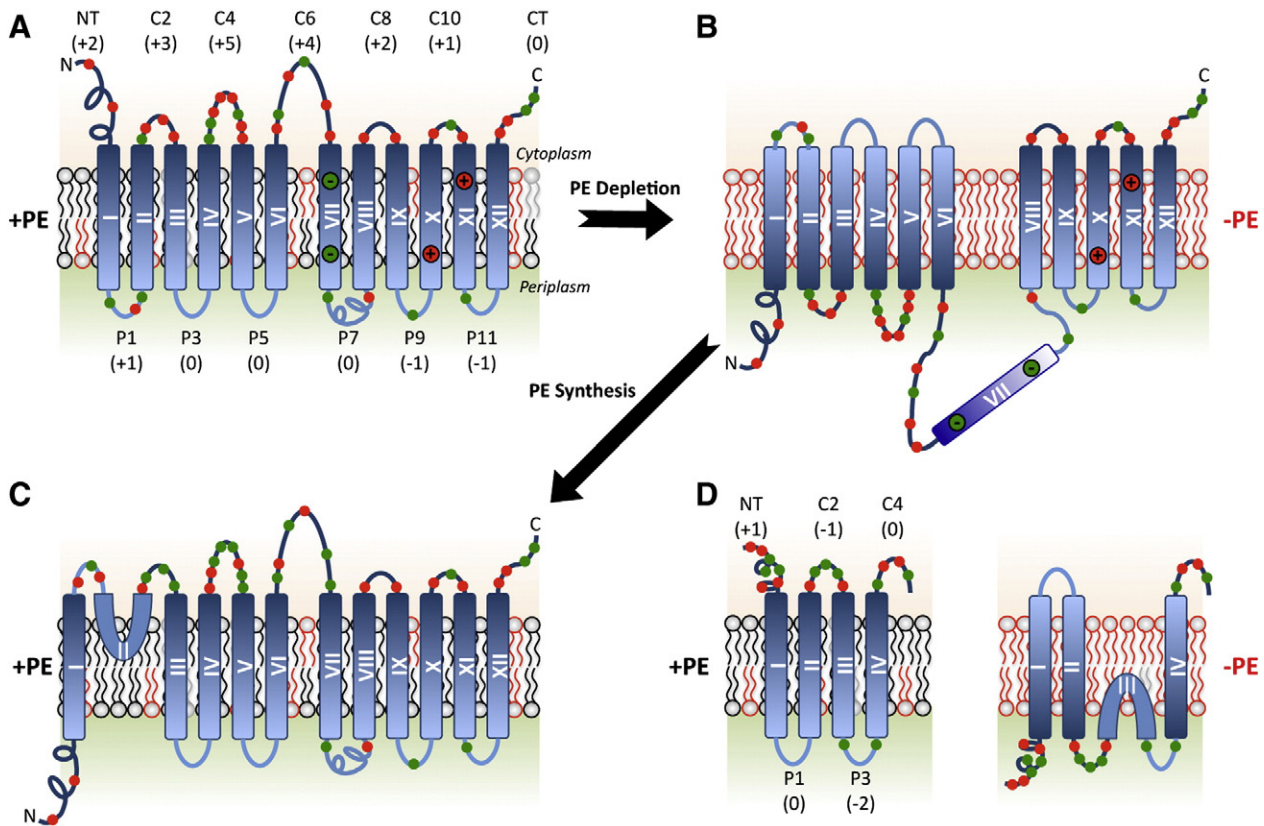 A
NT C2 C4 C6 C8 C10 CT
(+2) (+3) (+5) (+4) (+2) (+1) (0)
N
C
Cytoplasm
+PE
I II III IV V VI VII VIII IX X XI XII
- + - +
Periplasm
P1 P3 P5 P7 P9 P11
(+1) (0) (0) (0) (-1) (-1)
PE Depletion
B
C
I II III IV V VI VIII IX X XI XII
+ +
-PE
N
VII
- -
PE Synthesis
C
C
+PE
I II III IV V VI VII VIII IX X XI XII
N
D
NT C2 C4
(+1) (-1) (0)
+PE
I II III IV
P1 P3
(0) (-2)
I II III IV
-PE